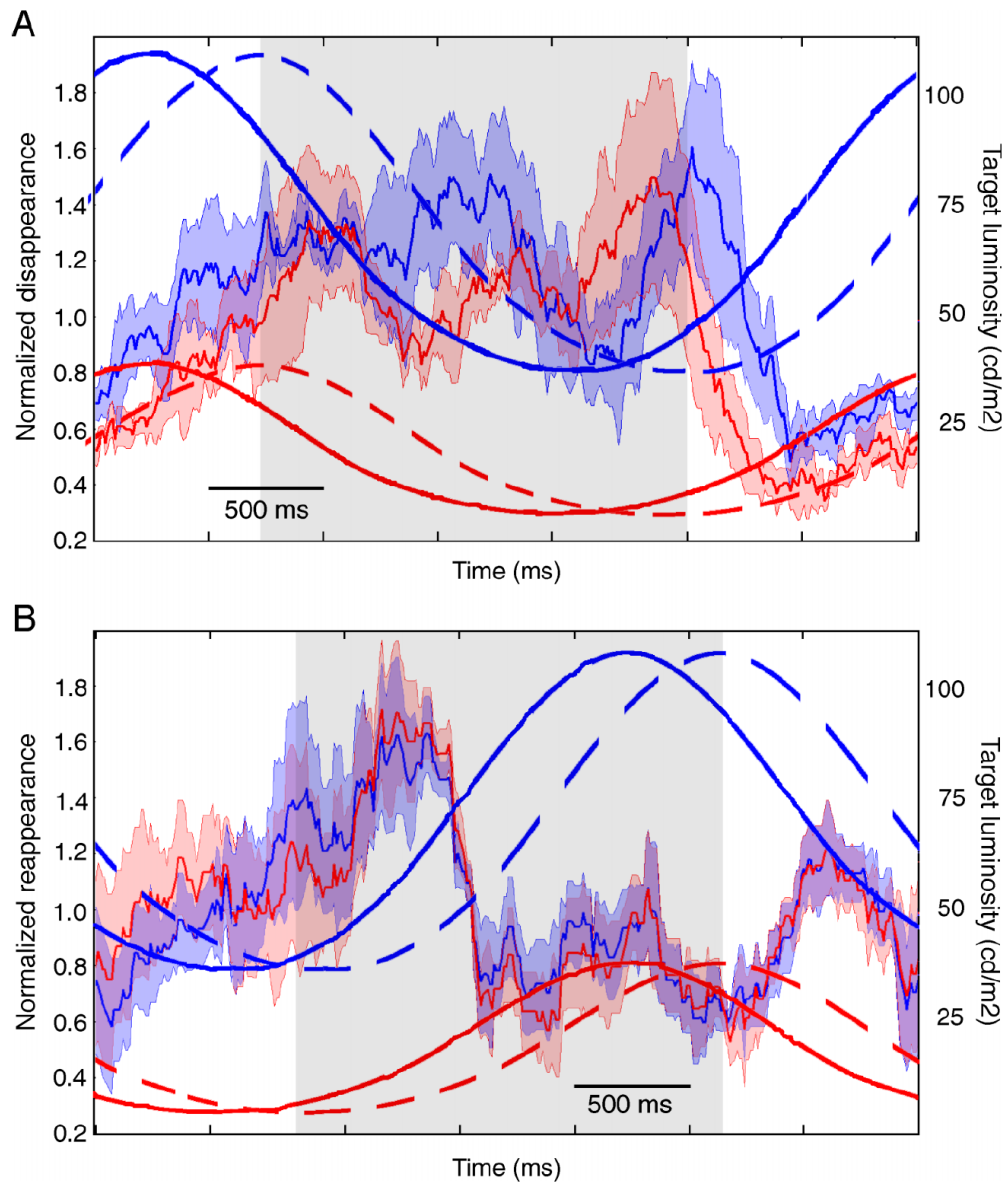 A
Normalized disappearance
1.8
1.6
1.4
1.2
1.0
0.8
0.6
0.4
0.2
500 ms
100
75
50
25
Target luminosity (cd/m2)
Time (ms)
B
Normalized reappearance
1.8
1.6
1.4
1.2
1.0
0.8
0.6
0.4
0.2
500 ms
100
75
50
25
Target luminosity (cd/m2)
Time (ms)